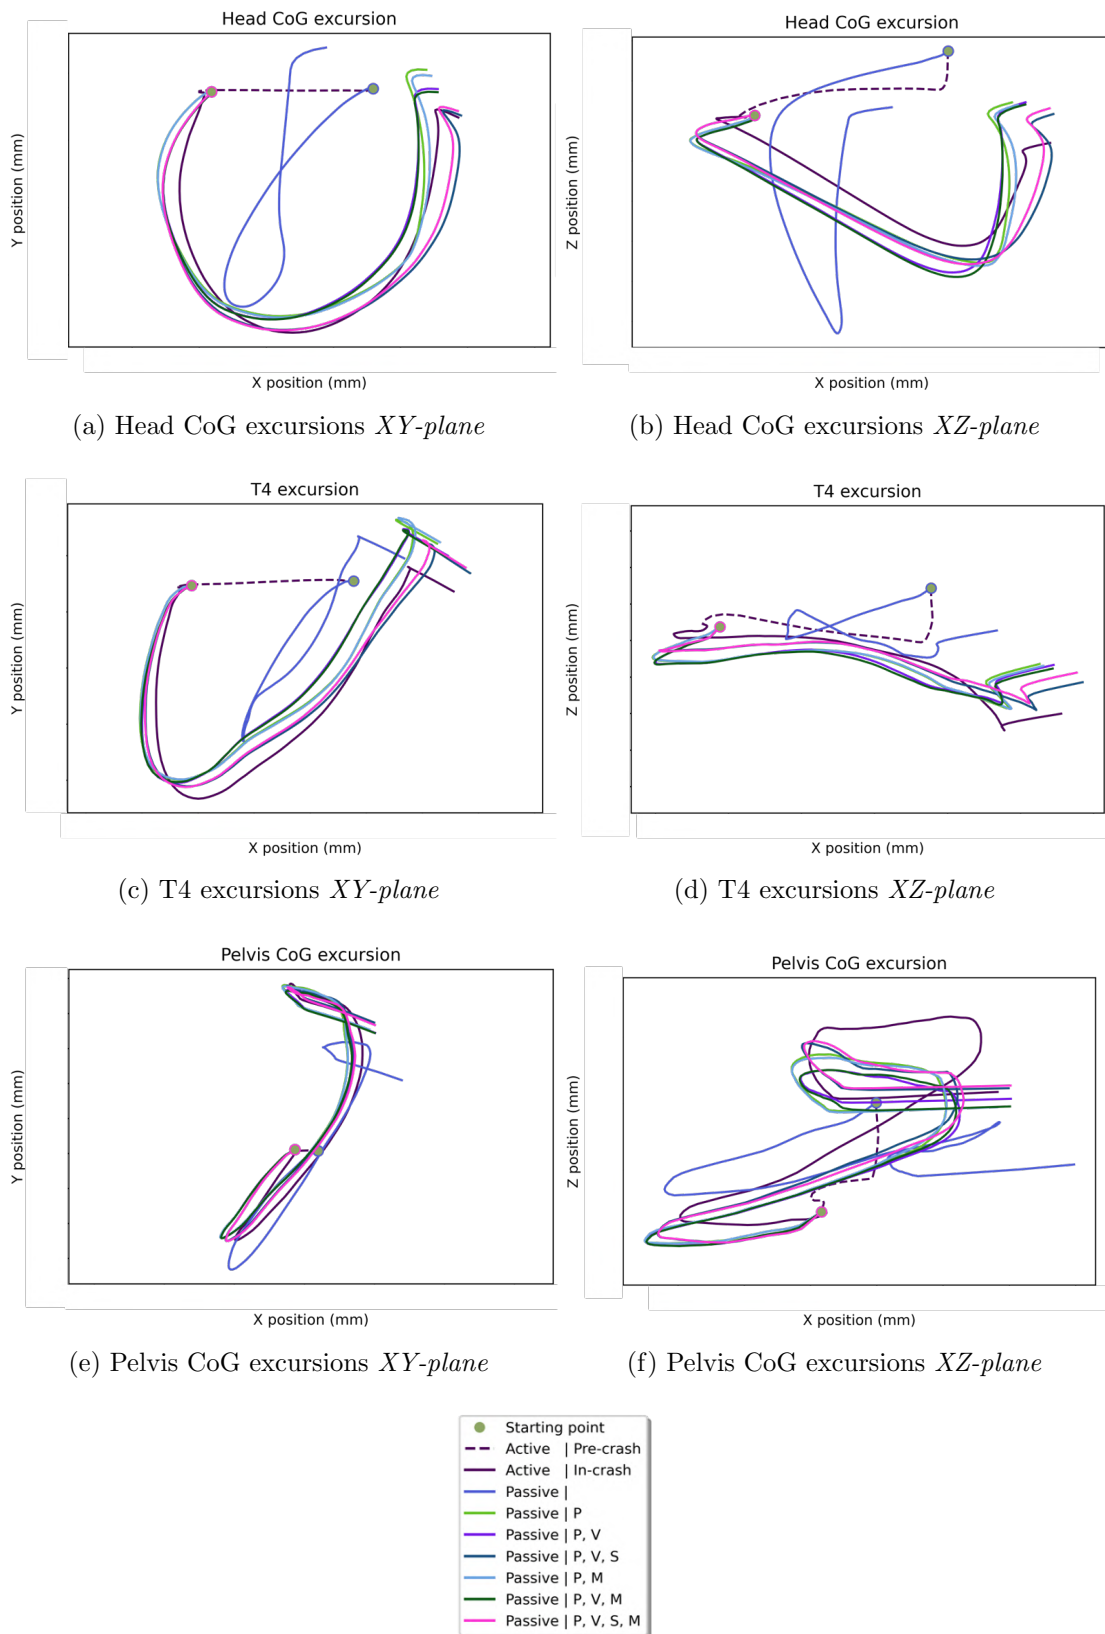 Head CoG excursion
Y position (mm)
X position (mm)
(a) Head CoG excursions XY-plane
Head CoG excursion
Z position (mm)
X position (mm)
(b) Head CoG excursions XZ-plane
T4 excursion
Y position (mm)
X position (mm)
(c) T4 excursions XY-plane
T4 excursion
Z position (mm)
X position (mm)
(d) T4 excursions XZ-plane
Pelvis CoG excursion
Y position (mm)
X position (mm)
(e) Pelvis CoG excursions XY-plane
Pelvis CoG excursion
Z position (mm)
X position (mm)
(f) Pelvis CoG excursions XZ-plane
Starting point
Active | Pre-crash
Active | In-crash
Passive |
Passive | P
Passive | P, V
Passive | P, V, S
Passive | P, M
Passive | P, V, M
Passive | P, V, S, M